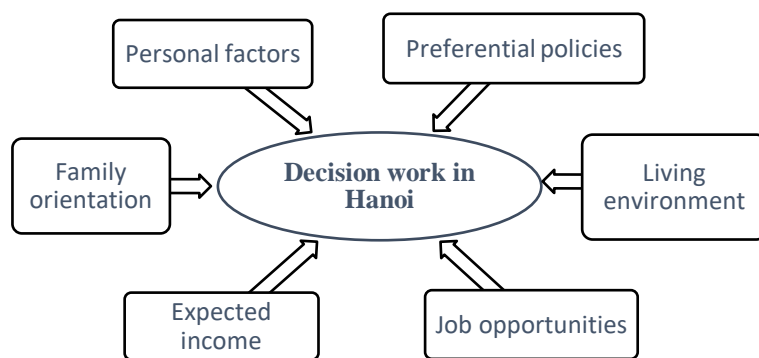 Personal factors
Preferential policies
Family
orientation
Decision work in
Hanoi
Living
environment
Expected
income
Job opportunities